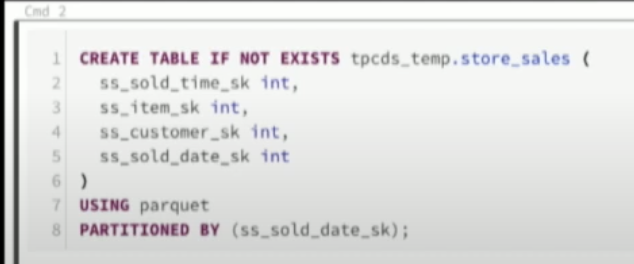 Cmd 2
1 CREATE TABLE IF NOT EXISTS tpcds_temp.store_sales (
2 ss_sold_time_sk int,
3 ss_item_sk int,
4 ss_customer_sk int,
5 ss_sold_date_sk int
6 )
7 USING parquet
8 PARTITIONED BY (ss_sold_date_sk);